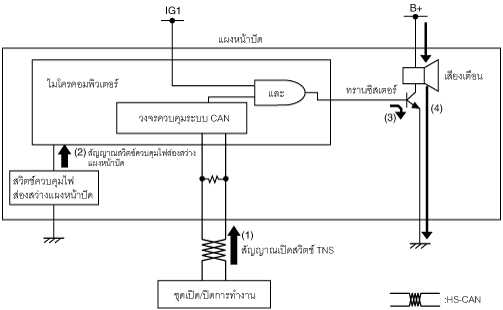 IG1
B+
แผงหน้าปัด
ไมโครคอมพิวเตอร์
และ
ทรานซิสเตอร์
เสียงเตือน
วงจรควบคุมระบบ CAN
(3)
(4)
(2) สัญญาณสวิตช์ควบคุมไฟส่องสว่าง
แผงหน้าปัด
สวิตช์ควบคุมไฟ
ส่องสว่างแผงหน้าปัด
(1)
สัญญาณเปิดสวิตช์ TNS
ชุดเปิด/ปิดการทำงาน
:HS-CAN